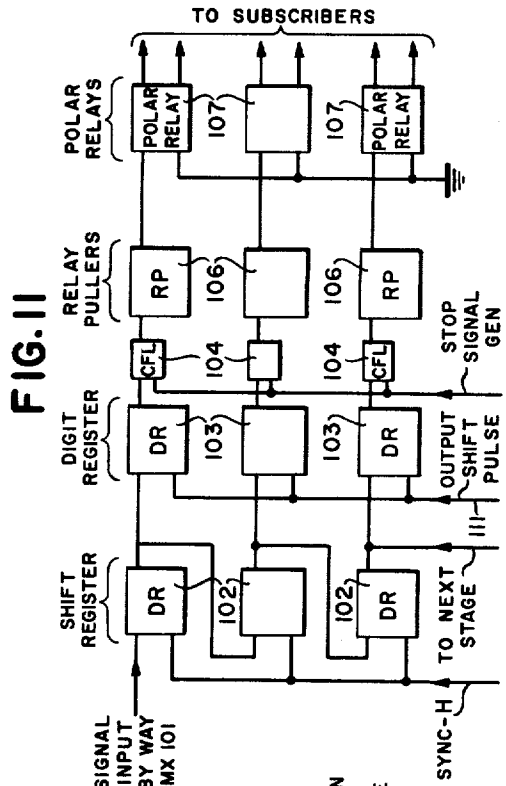 FIG. 11
TO SUBSCRIBERS
POLAR
RELAYS
RELAY
PULLERS
DIGIT
REGISTER
SHIFT
REGISTER
SIGNAL
INPUT
BY WAY
MX 101
DR
DR
CFL
RP
POLAR
RELAY
102
103
104
106
107
DR
DR
CFL
RP
POLAR
RELAY
102
103
104
106
107
SYNC-H
TO NEXT
STAGE
111
OUTPUT
SHIFT
PULSE
STOP
SIGNAL
GEN
N